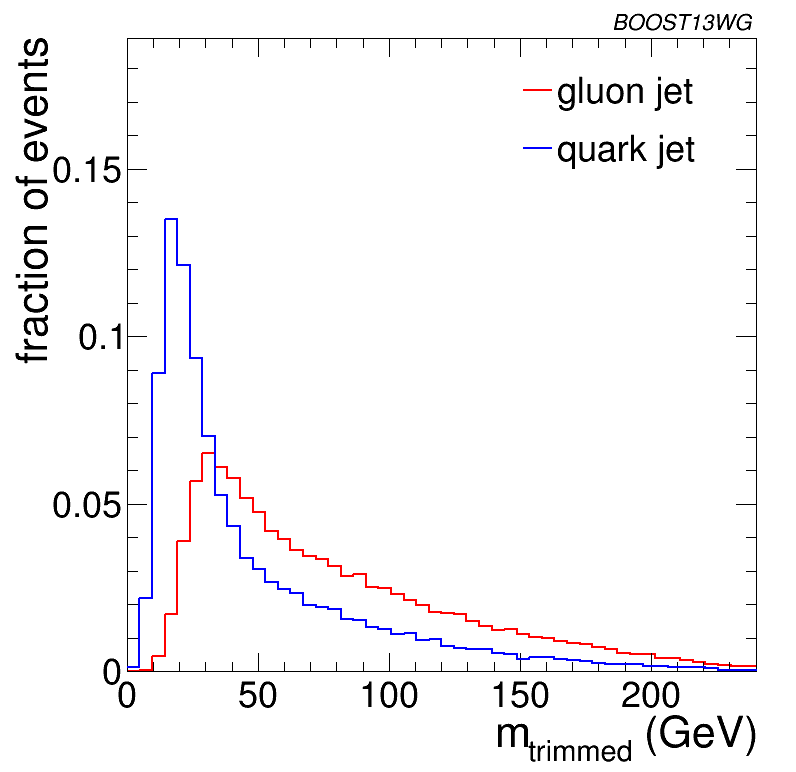 BOOST13WG
gluon jet
quark jet
fraction of events
0.15
0.1
0.05
0
0 50 100 150 200
m_trimmed (GeV)